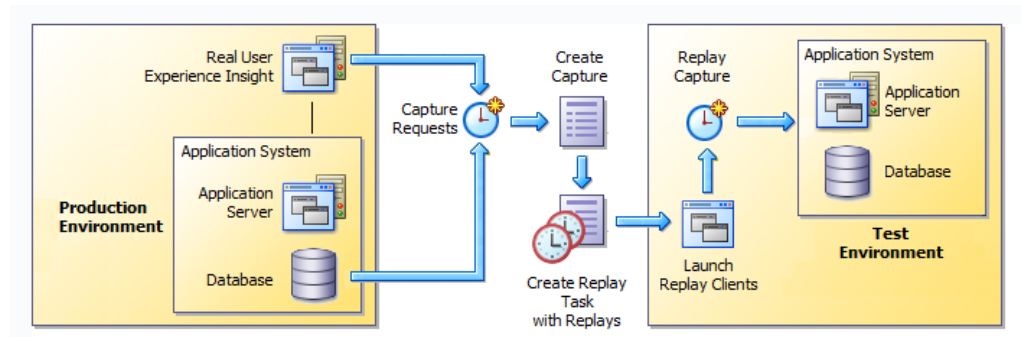 Real User
Experience Insight
Application System
Application
Server
Production
Environment
Database
Capture
Requests
Create
Capture
Create Replay
Task
with Replays
Replay
Capture
Launch
Replay Clients
Application System
Application
Server
Database
Test
Environment